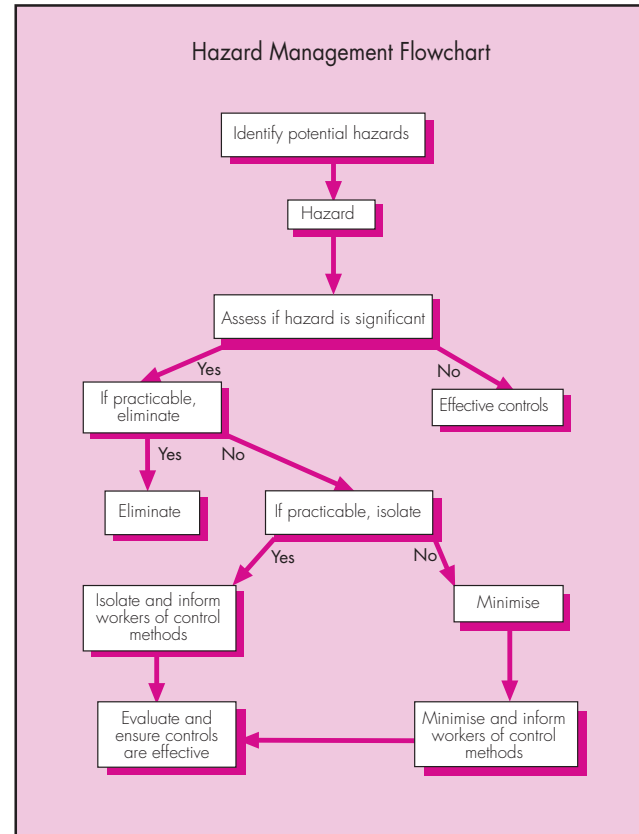 Hazard Management Flowchart
Identify potential hazards
Hazard
Assess if hazard is significant
Yes
No
If practicable,
eliminate
Effective controls
Yes
No
Eliminate
If practicable, isolate
Yes
No
Isolate and inform
workers of control
methods
Minimise
Evaluate and
ensure controls
are effective
Minimise and inform
workers of control
methods